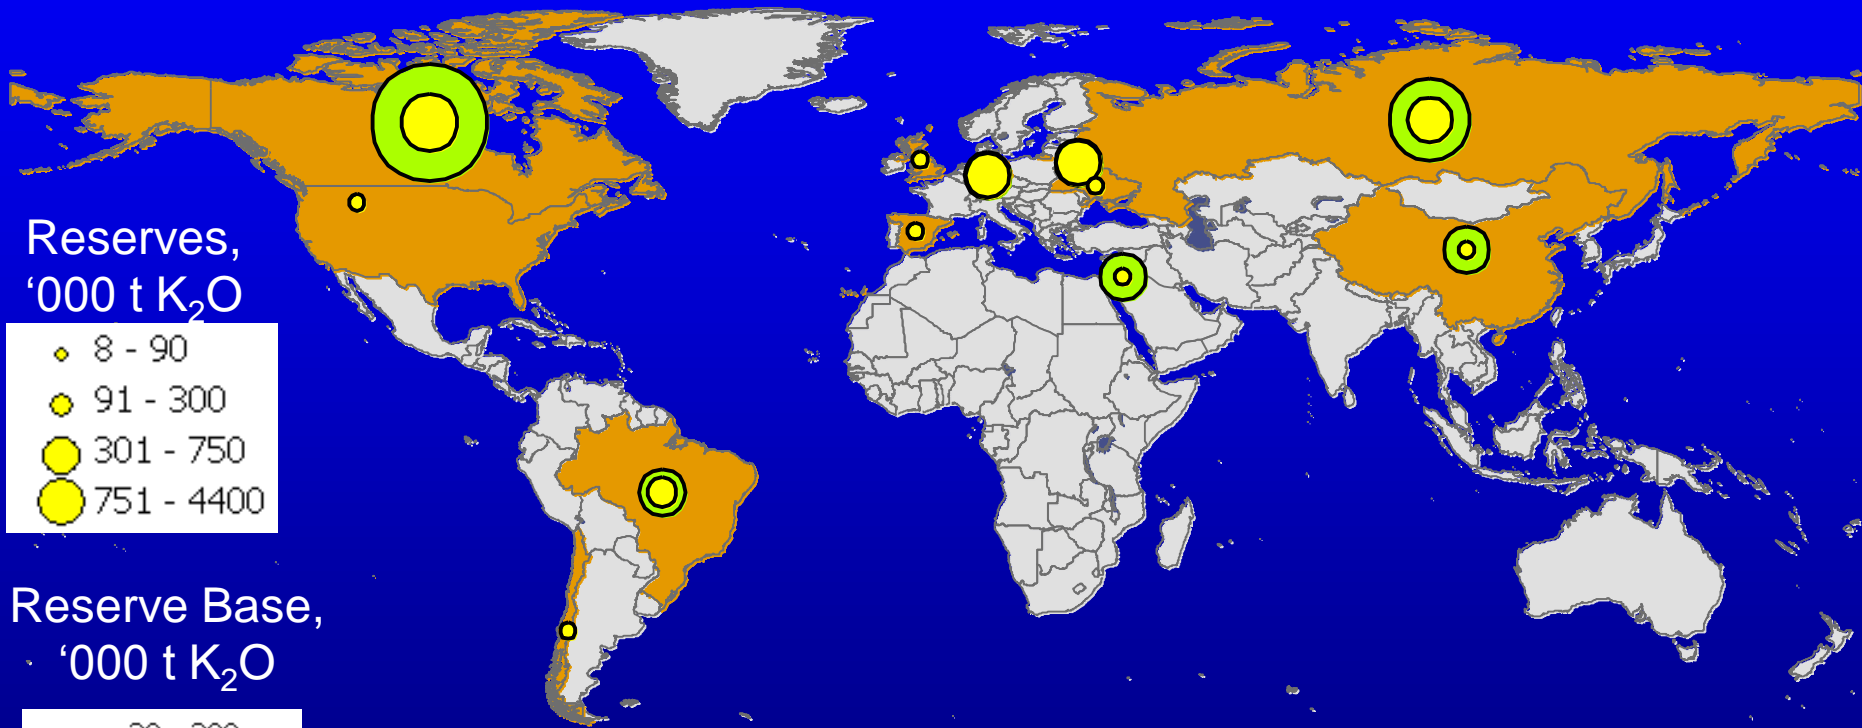 Reserves,
‘000 t K₂O
8 - 90
91 - 300
301 - 750
751 - 4400
Reserve Base,
‘000 t K₂O